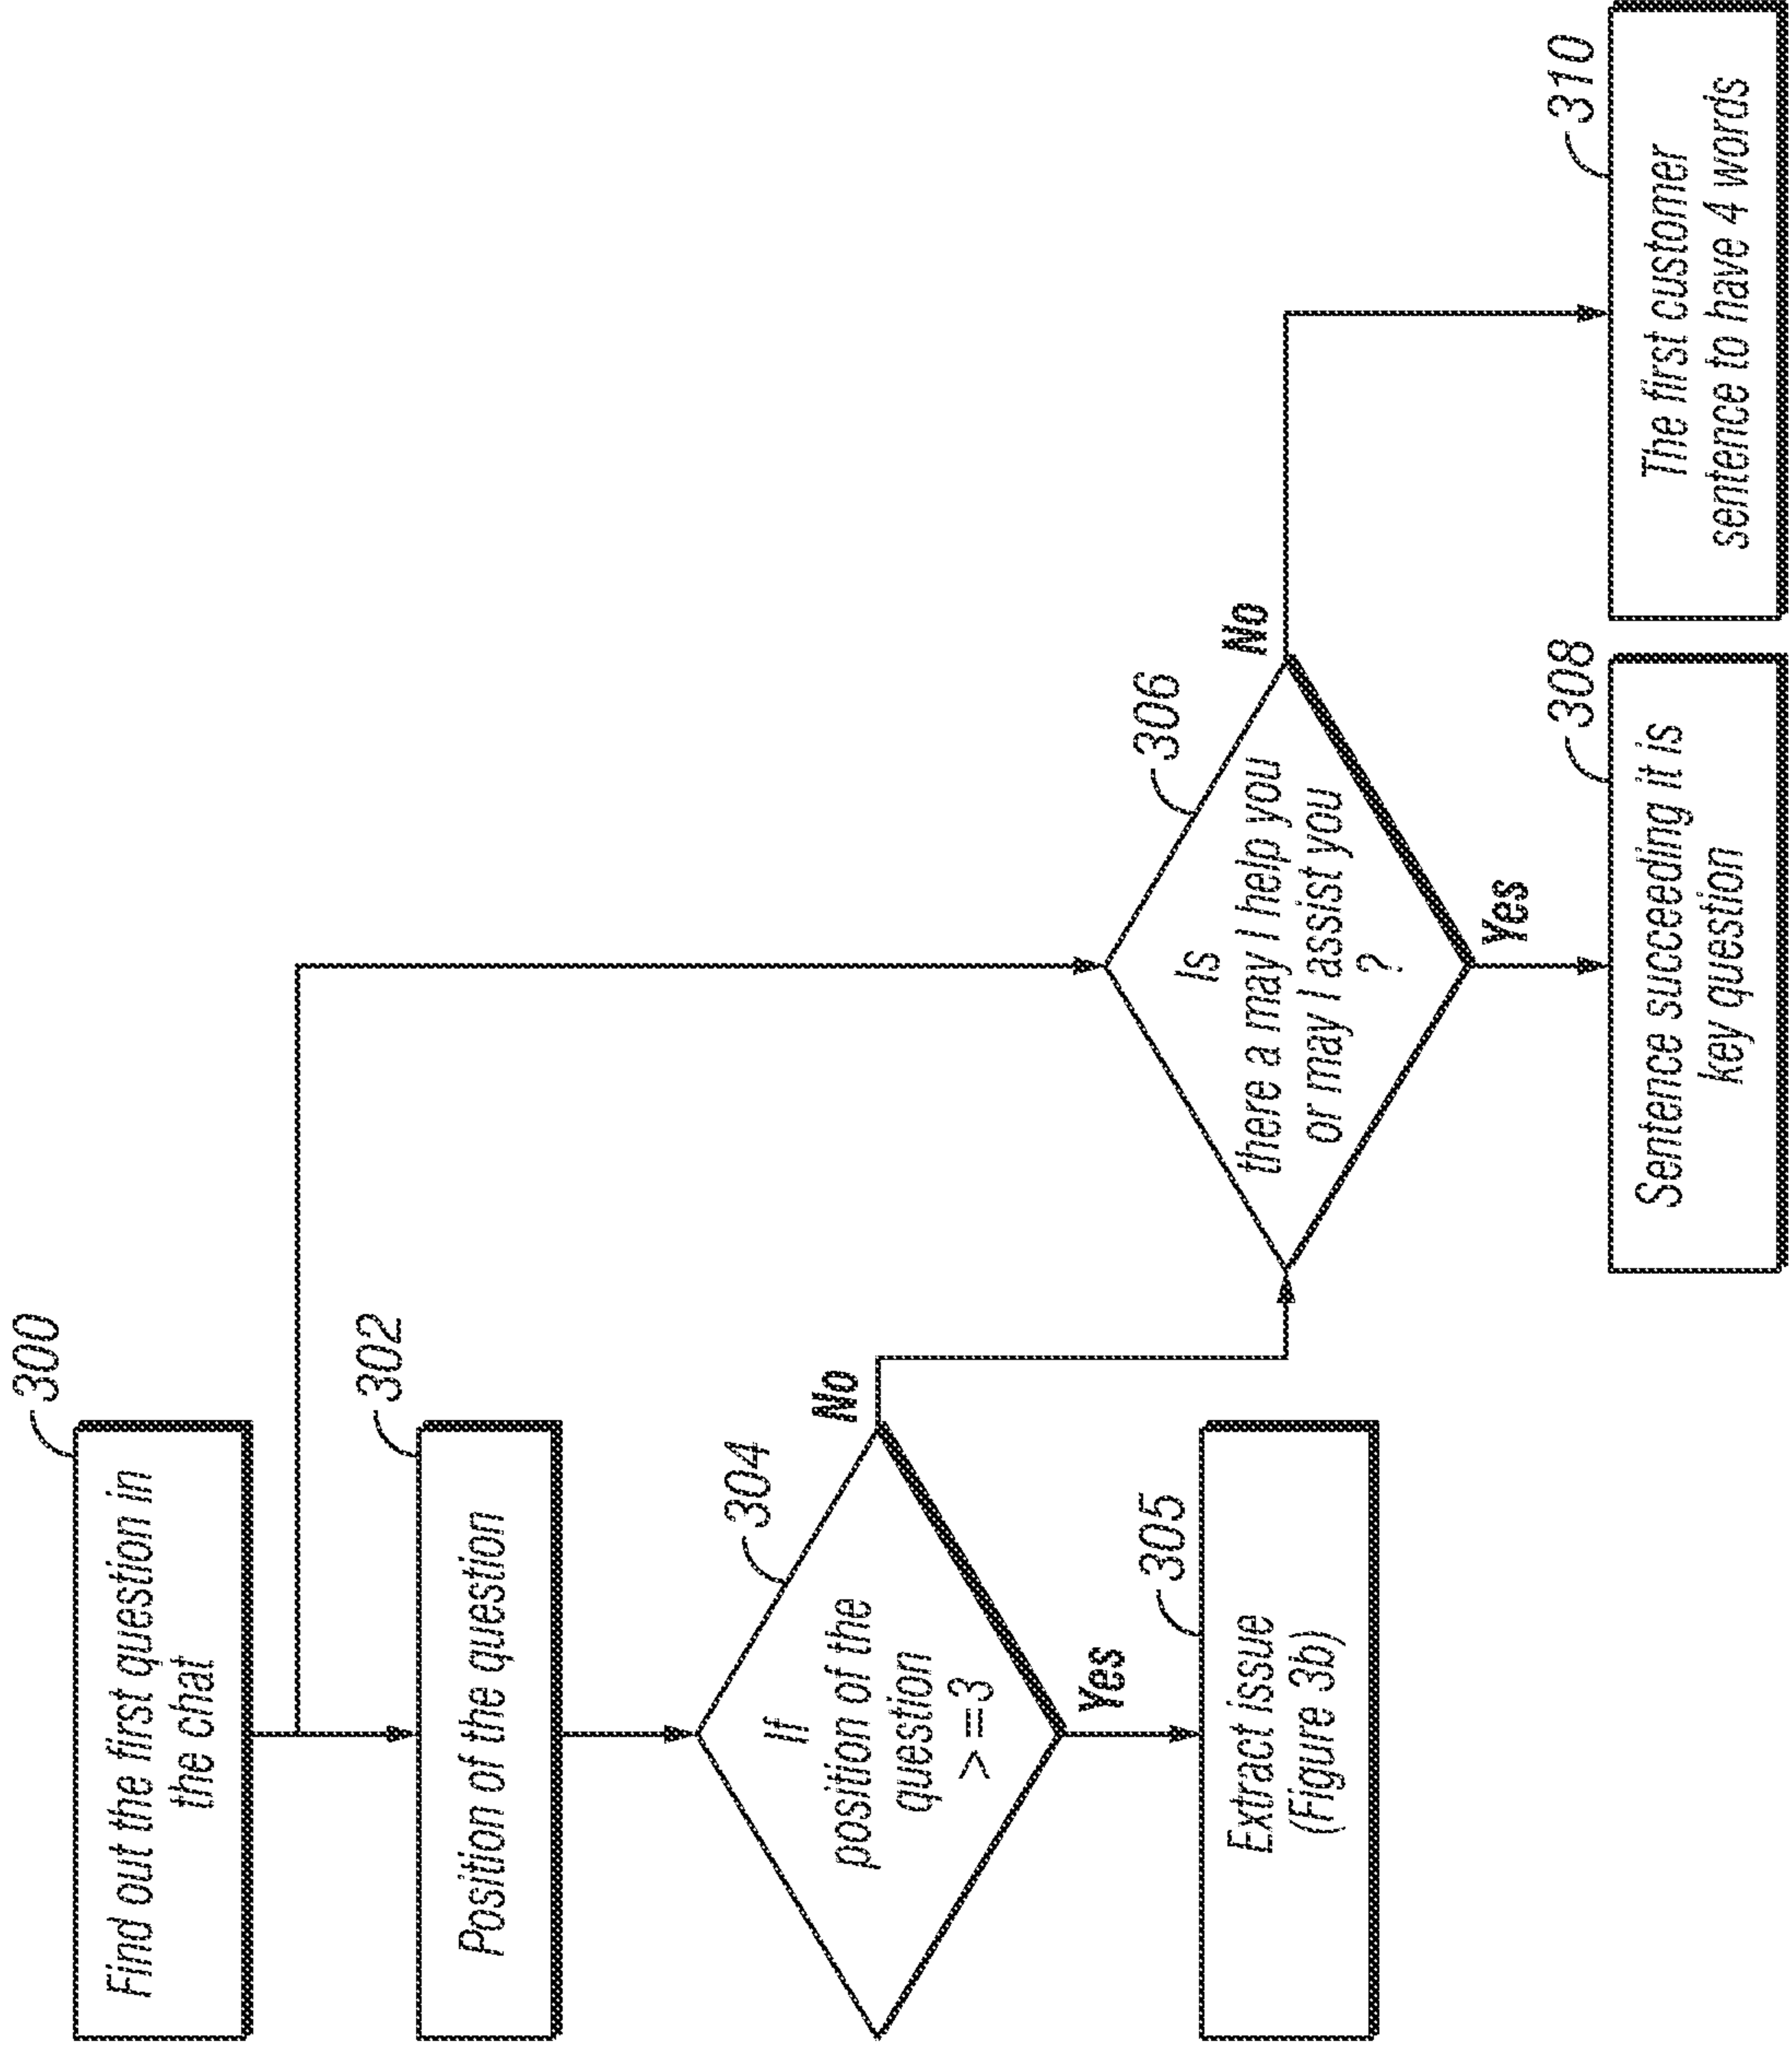 300
Find out the first question in
the chat
302
Position of the question
304
If
position of the
question
>=3
No
Yes
305
Extract issue
(Figure 3b)
306
Is
there a may I help you
or may I assist you
?
No
Yes
308
Sentence succeeding it is
key question
310
The first customer
sentence to have 4 words